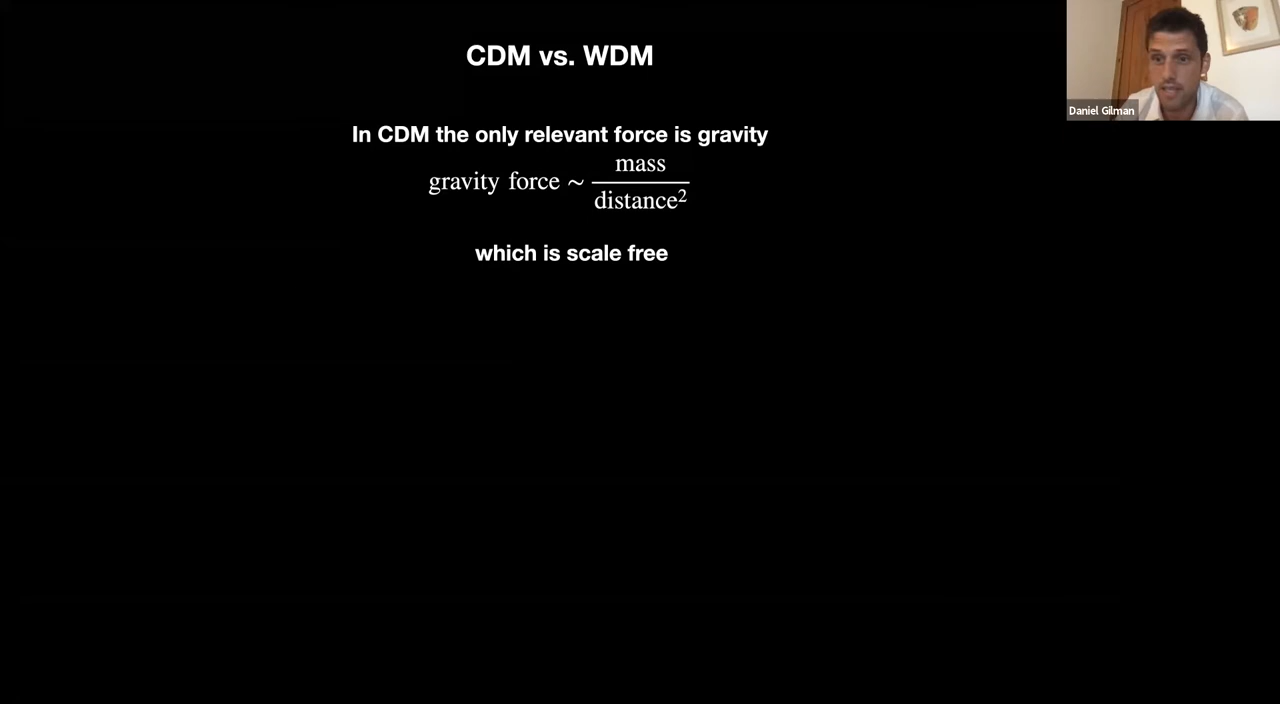 CDM vs. WDM
Daniel Gilman
In CDM the only relevant force is gravity
gravity force ~ mass / distance²
which is scale free